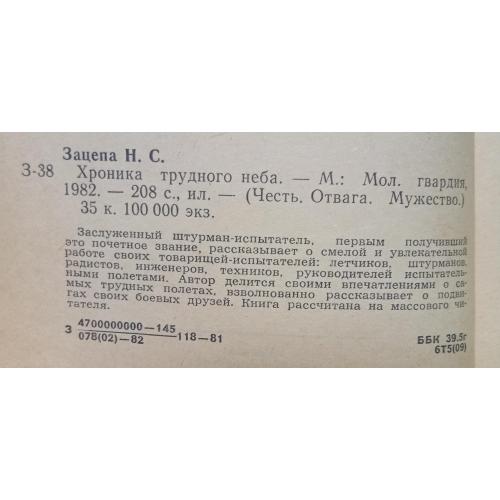 Зацепа Н. С.
З-38 Хроника трудного неба. — М.: Мол. гвардия,
1982. — 208 с., ил. — (Честь. Отвага. Мужество.)
35 к. 100 000 экз.
Заслуженный штурман-испытатель, первым получивший
это почетное звание, рассказывает о смелой и увлекательной
работе своих товарищей-испытателей: летчиков, штурманов,
радистов, инженеров, техников, руководителей испытатель-
ными полетами. Автор делится своими впечатлениями о са-
мых трудных полетах, взволнованно рассказывает о подви-
гах своих боевых друзей. Книга рассчитана на массового чи-
тателя.
З 4700000000—145
078(02)—82 118—81
ББК 39.5г
6Т5(09)